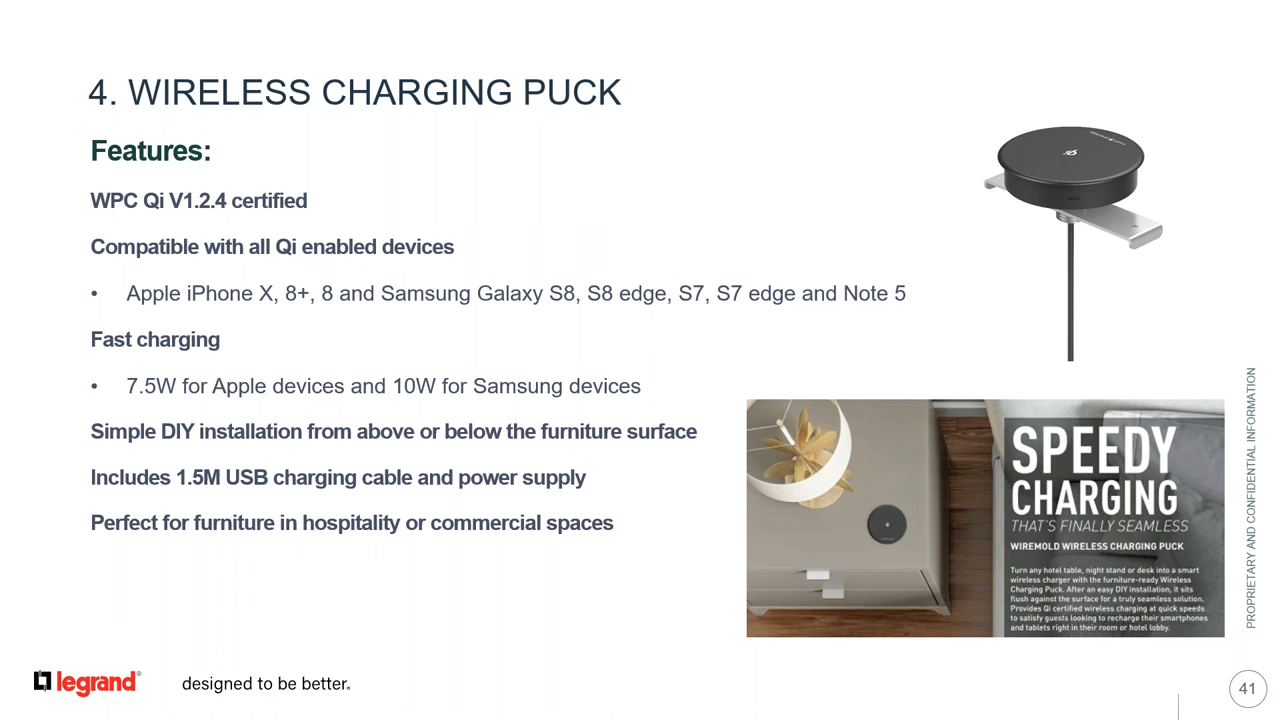 4. WIRELESS CHARGING PUCK
Features:
WPC Qi V1.2.4 certified
Compatible with all Qi enabled devices
• Apple iPhone X, 8+, 8 and Samsung Galaxy S8, S8 edge, S7, S7 edge and Note 5
Fast charging
• 7.5W for Apple devices and 10W for Samsung devices
Simple DIY installation from above or below the furniture surface
Includes 1.5M USB charging cable and power supply
Perfect for furniture in hospitality or commercial spaces
qi
SPEEDY
CHARGING
THAT'S FINALLY SEAMLESS
WIREMOLD WIRELESS CHARGING PUCK
Turn any hotel table, night stand or desk into a smart
wireless charger with the furniture-ready Wireless
Charging Puck. After an easy DIY installation, it sits
flush against the surface for a truly seamless solution.
Provides Qi certified wireless charging at quick speeds
to satisfy guests looking to recharge their smartphones
and tablets right in their room or hotel lobby.
PROPRIETARY AND CONFIDENTIAL INFORMATION
legrand®
designed to be better.
41